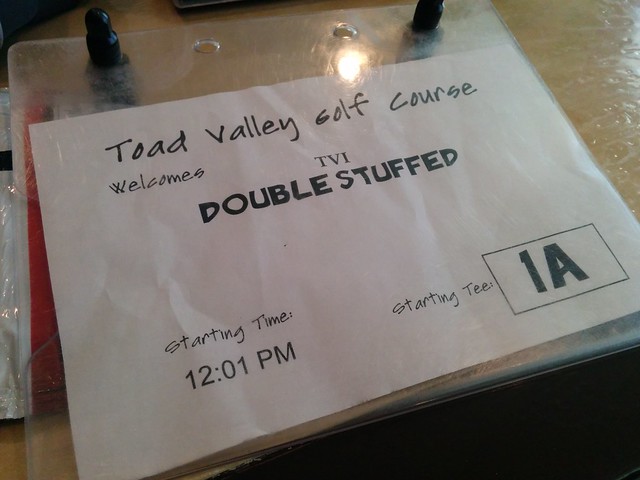 Toad Valley Golf Course
Welcomes
TVI
DOUBLE STUFFED
Starting Time:
12:01 PM
Starting Tee:
1A